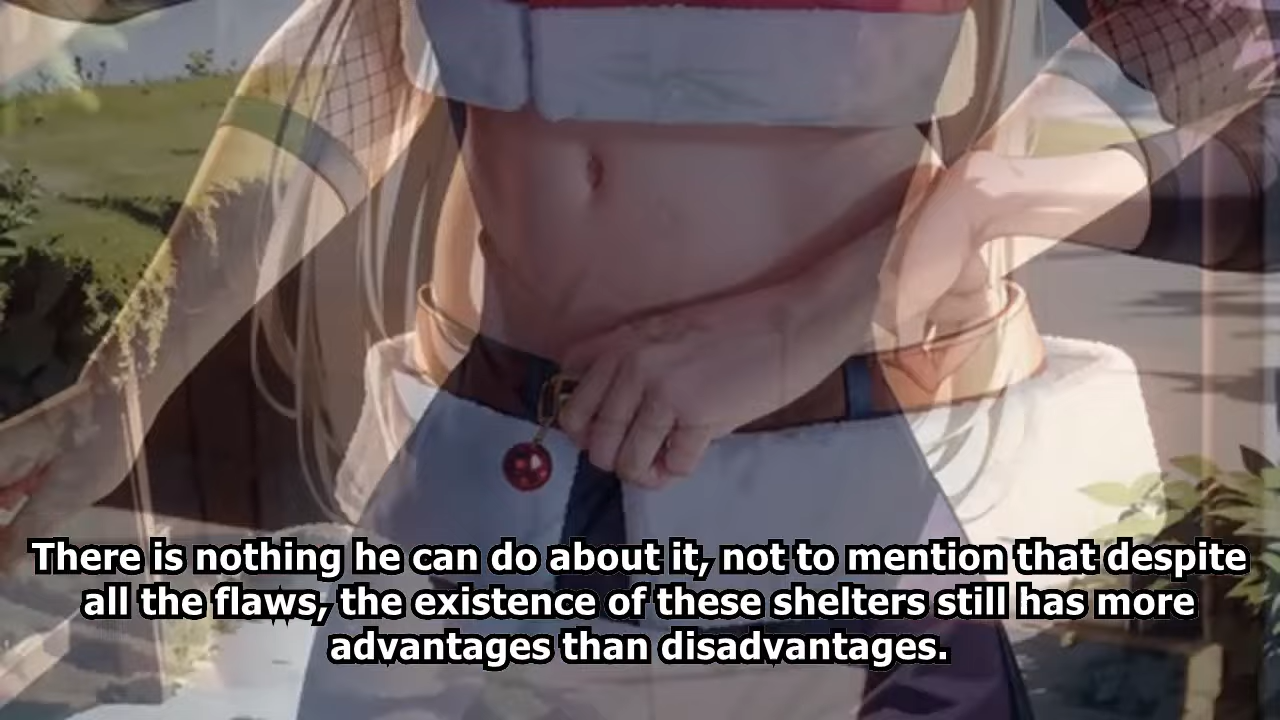 There is nothing he can do about it, not to mention that despite
all the flaws, the existence of these shelters still has more
advantages than disadvantages.